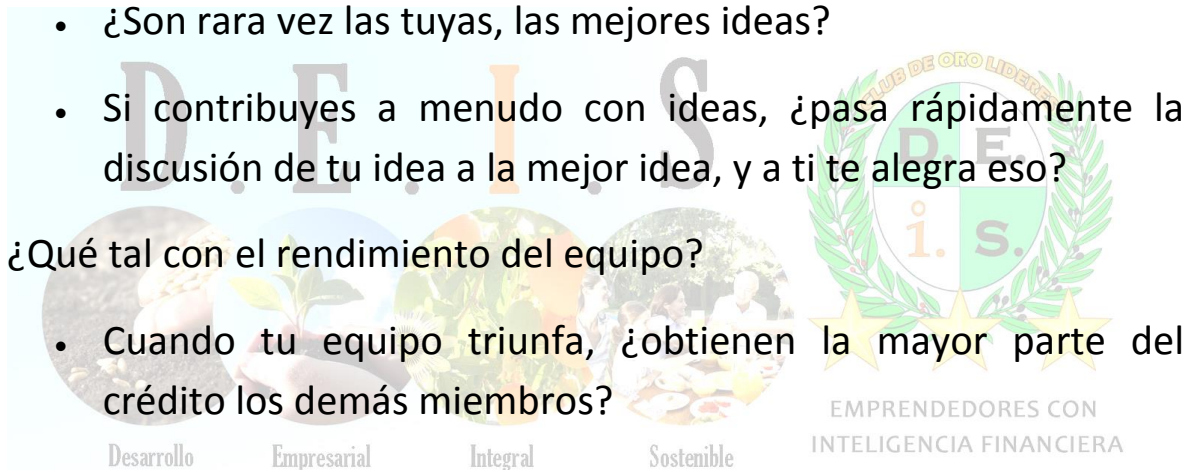 • ¿Son rara vez las tuyas, las mejores ideas?
• Si contribuyes a menudo con ideas, ¿pasa rápidamente la
discusión de tu idea a la mejor idea, y a ti te alegra eso?
¿Qué tal con el rendimiento del equipo?
• Cuando tu equipo triunfa, ¿obtienen la mayor parte del
crédito los demás miembros?
D.E.I.S
Desarrollo Empresarial Integral Sostenible
CLUB DE ORO LIDERES
D. E.
i. S.
EMPRENDEDORES CON
INTELIGENCIA FINANCIERA